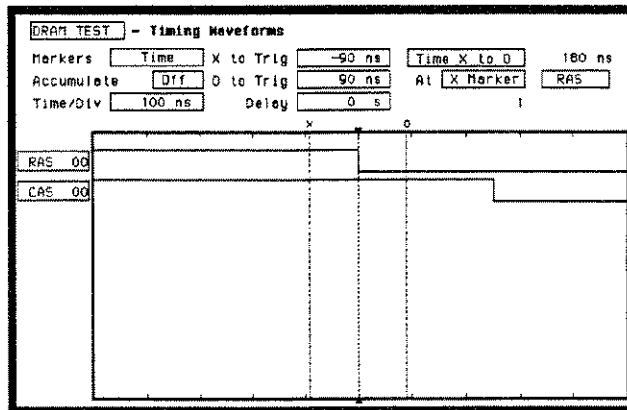 DRAM TEST - Timing Waveforms
Markers Time X to Trig -90 ns Time X to O 180 ns
Accumulate Off O to Trig 90 ns At X Marker RAS
Time/Div 100 ns Delay 0 s 1
X O
RAS 00
CAS 00